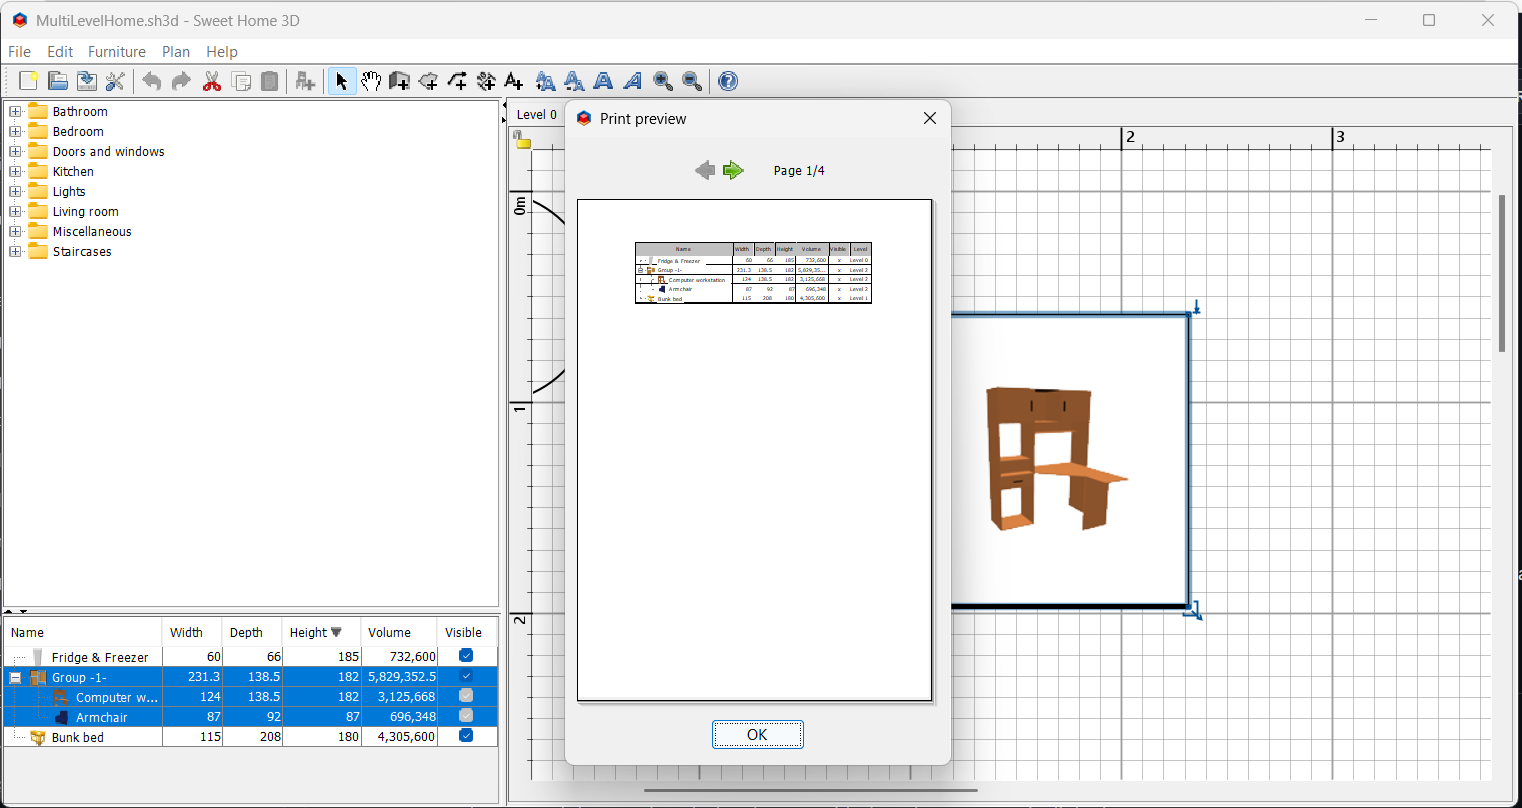 MultiLevelHome.sh3d - Sweet Home 3D
File Edit Furniture Plan Help
Bathroom
Bedroom
Doors and windows
Kitchen
Lights
Living room
Miscellaneous
Staircases
Name Width Depth Height Volume Visible
Fridge & Freezer 60 66 185 732,600
Group -1- 231.3 138.5 182 5,829,352.5
Computer w... 124 138.5 182 3,125,668
Armchair 87 92 87 696,348
Bunk bed 115 208 180 4,305,600
Level 0
2 3
0m
1
2
Print preview
Page 1/4
Name Width Depth Height Volume Visible Level
Fridge & Freezer 60 66 185 732,600 x Level 0
Group -1- 231.3 138.5 182 5,829,35... x Level 2
Computer workstation 124 138.5 182 3,125,668 x Level 2
Armchair 87 92 87 696,348 x Level 2
Bunk bed 115 208 180 4,305,600 x Level 1
OK